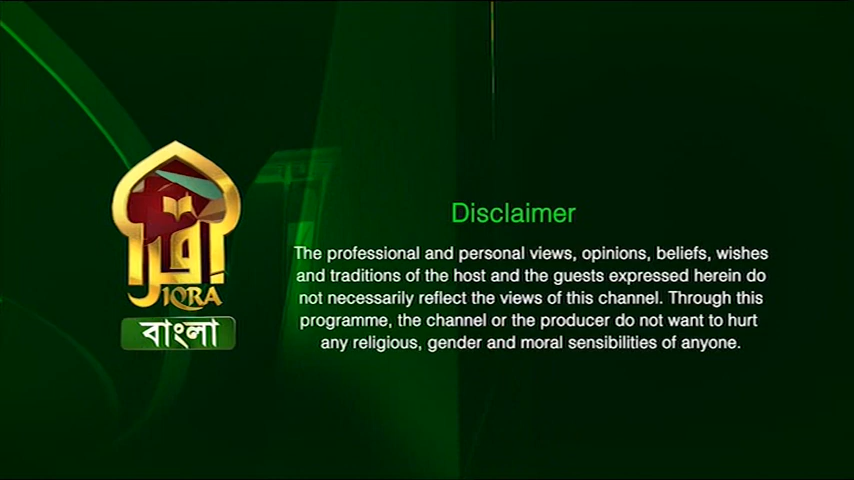 اقرأ
IQRA
বাংলা
Disclaimer
The professional and personal views, opinions, beliefs, wishes
and traditions of the host and the guests expressed herein do
not necessarily reflect the views of this channel. Through this
programme, the channel or the producer do not want to hurt
any religious, gender and moral sensibilities of anyone.